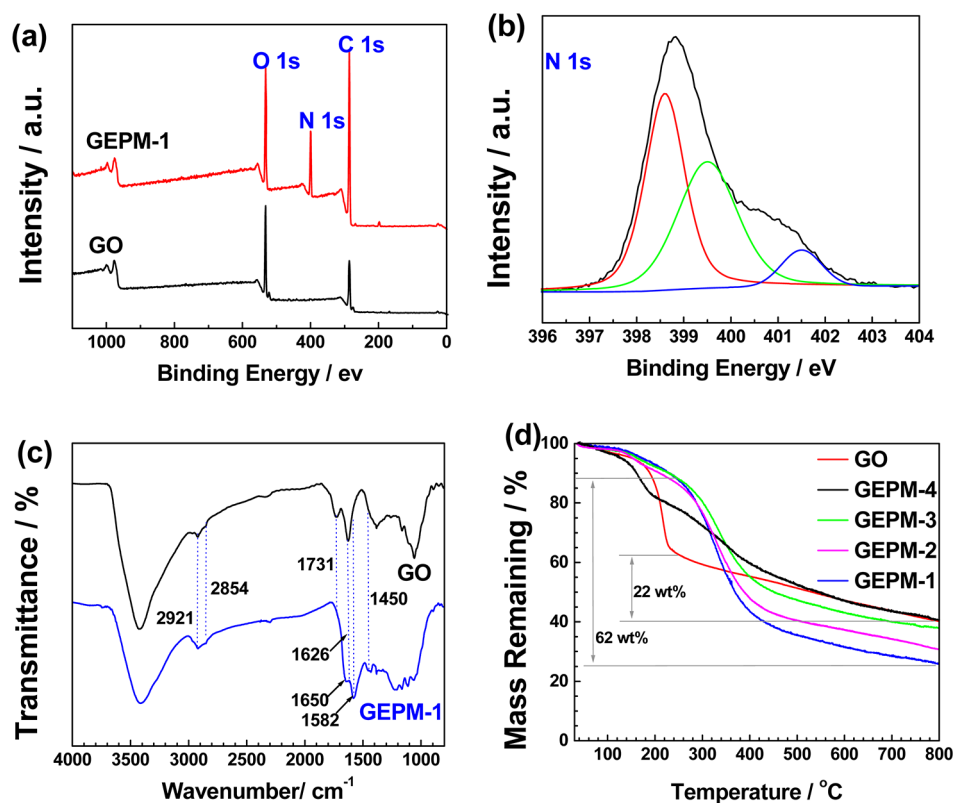 (a)
C 1s
O 1s
N 1s
GEPM-1
GO
Intensity / a.u.
1000 800 600 400 200 0
Binding Energy / ev
(b)
N 1s
Intensity / a.u.
396 397 398 399 400 401 402 403 404
Binding Energy / eV
(c)
Transmittance / %
1731
GO
2854
2921
1450
1626
1650
1582
GEPM-1
4000 3500 3000 2500 2000 1500 1000
Wavenumber/ cm⁻¹
(d)
Mass Remaining / %
100
80
60
40
20
0
GO
GEPM-4
GEPM-3
GEPM-2
GEPM-1
22 wt%
62 wt%
100 200 300 400 500 600 700 800
Temperature / °C